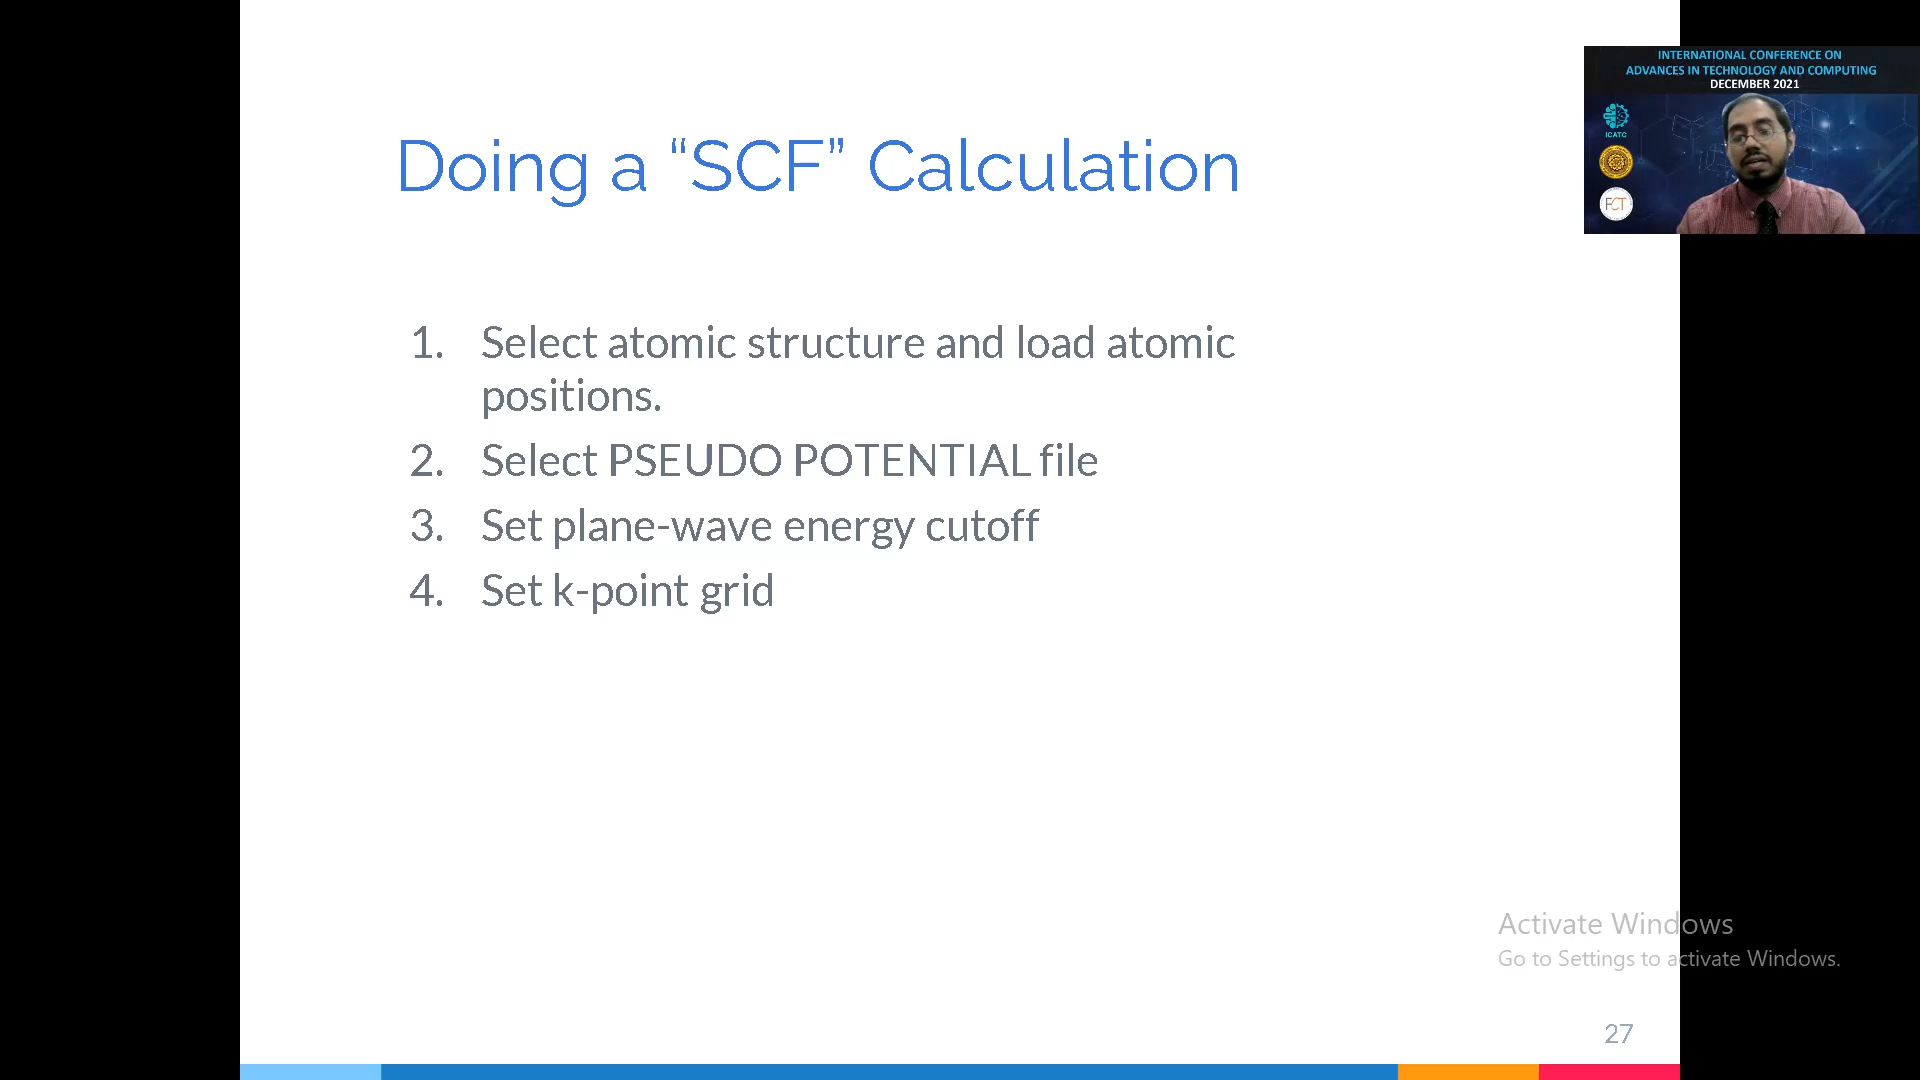 INTERNATIONAL CONFERENCE ON
ADVANCES IN TECHNOLOGY AND COMPUTING
DECEMBER 2021
ICATC
FCT
Doing a “SCF” Calculation
1. Select atomic structure and load atomic
positions.
2. Select PSEUDO POTENTIAL file
3. Set plane-wave energy cutoff
4. Set k-point grid
Activate Windows
Go to Settings to activate Windows.
27